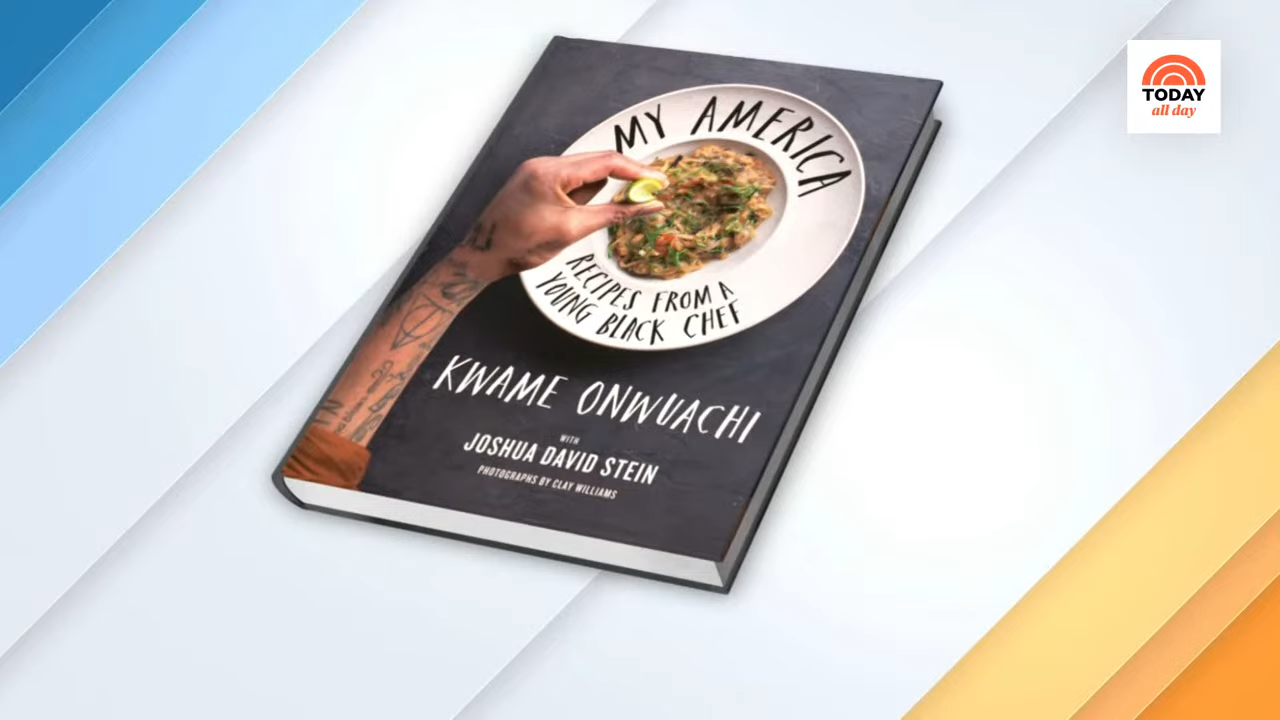 TODAY
all day
MY AMERICA
RECIPES FROM A
YOUNG BLACK CHEF
KWAME ONWUACHI
WITH
JOSHUA DAVID STEIN
PHOTOGRAPHS BY CLAY WILLIAMS